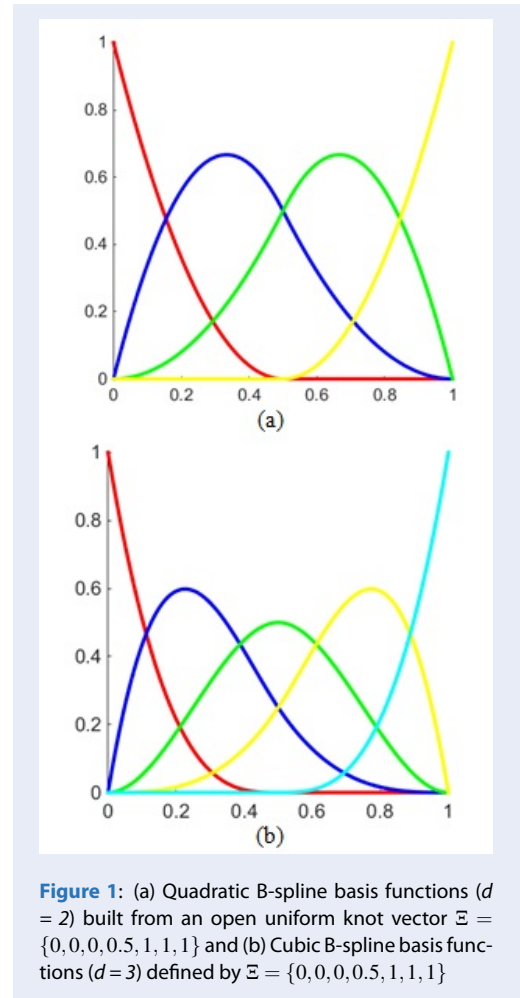 1
0.8
0.6
0.4
0.2
0
0 0.2 0.4 0.6 0.8 1
(a)
1
0.8
0.6
0.4
0.2
0
0 0.2 0.4 0.6 0.8 1
(b)
Figure 1: (a) Quadratic B-spline basis functions (d
= 2) built from an open uniform knot vector Ξ =
{0,0,0,0.5,1,1,1} and (b) Cubic B-spline basis func-
tions (d = 3) defined by Ξ = {0,0,0,0.5,1,1,1}